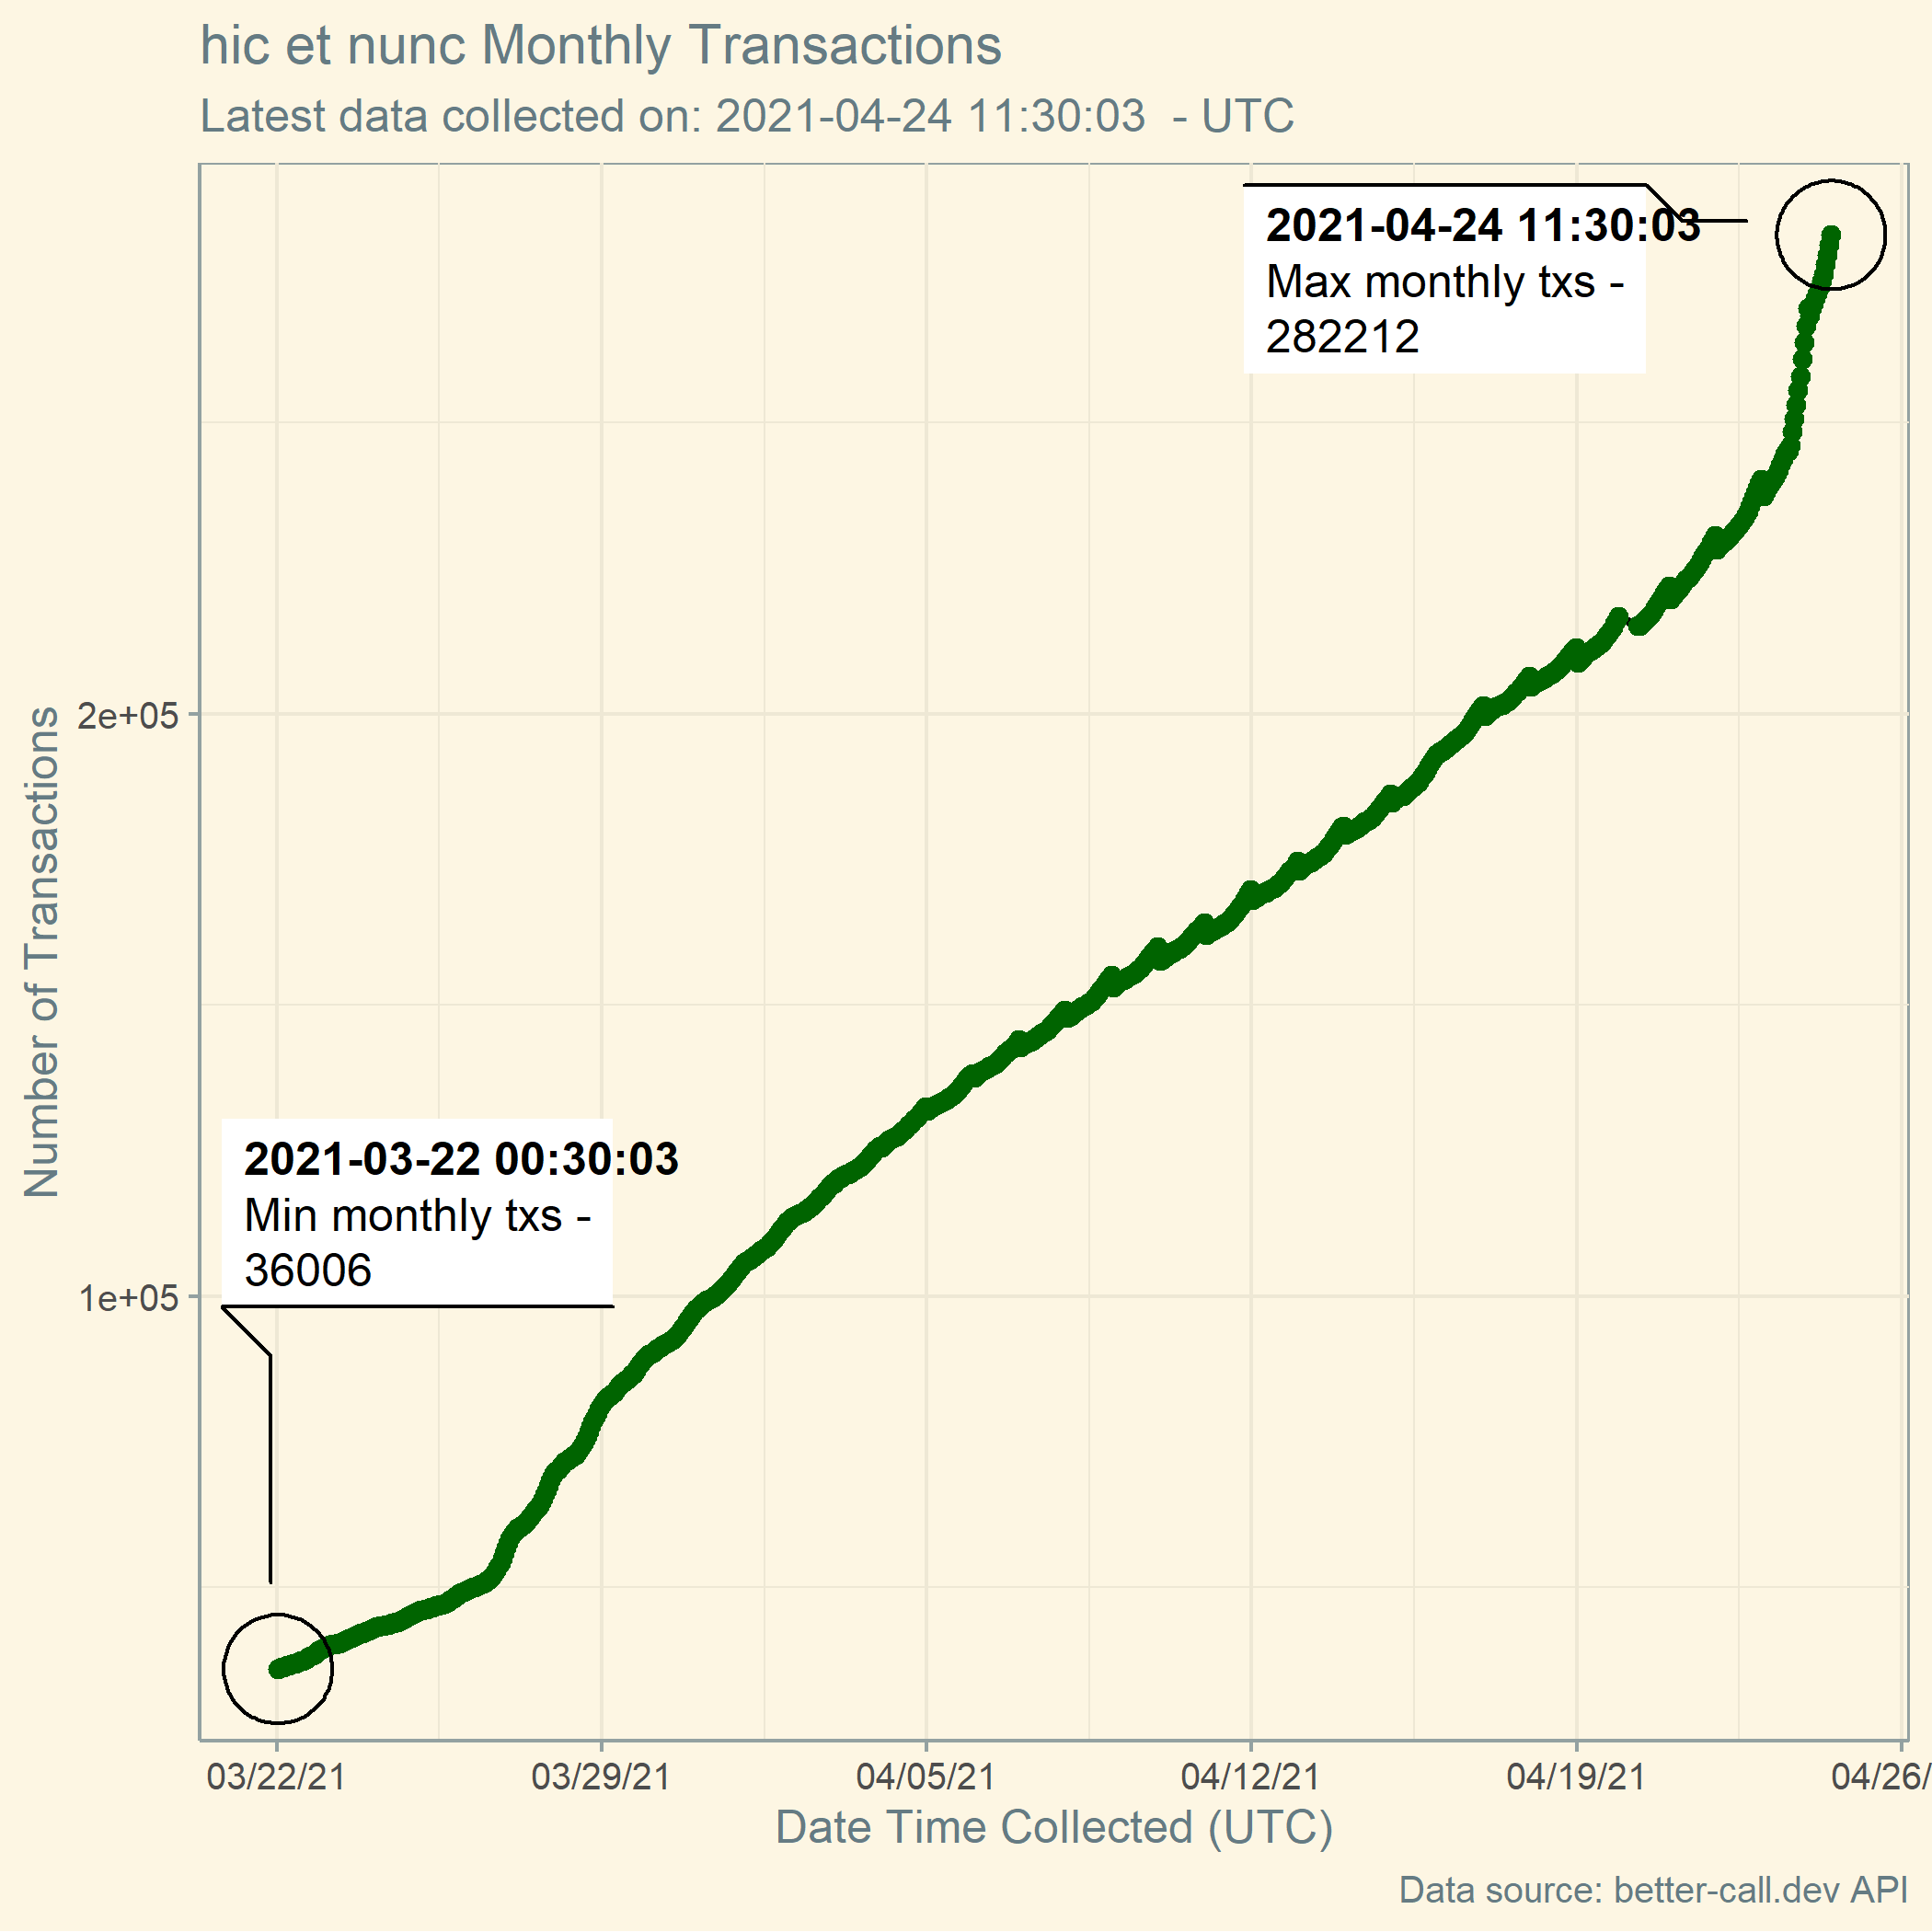 hic et nunc Monthly Transactions
Latest data collected on: 2021-04-24 11:30:03 - UTC
2021-04-24 11:30:03
Max monthly txs -
282212
2e+05
Number of Transactions
2021-03-22 00:30:03
Min monthly txs -
36006
1e+05
03/22/21 03/29/21 04/05/21 04/12/21 04/19/21 04/26/
Date Time Collected (UTC)
Data source: better-call.dev API